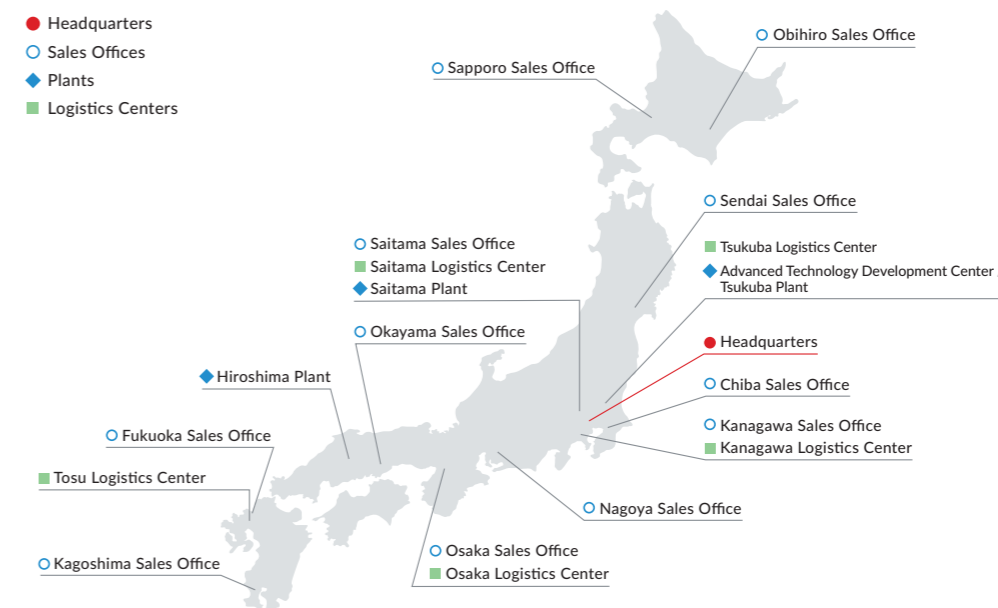 Headquarters
Sales Offices
Plants
Logistics Centers
Obihiro Sales Office
Sapporo Sales Office
Sendai Sales Office
Saitama Sales Office
Saitama Logistics Center
Saitama Plant
Tsukuba Logistics Center
Advanced Technology Development Center
Tsukuba Plant
Okayama Sales Office
Headquarters
Hiroshima Plant
Chiba Sales Office
Fukuoka Sales Office
Kanagawa Sales Office
Kanagawa Logistics Center
Tosu Logistics Center
Nagoya Sales Office
Osaka Sales Office
Osaka Logistics Center
Kagoshima Sales Office